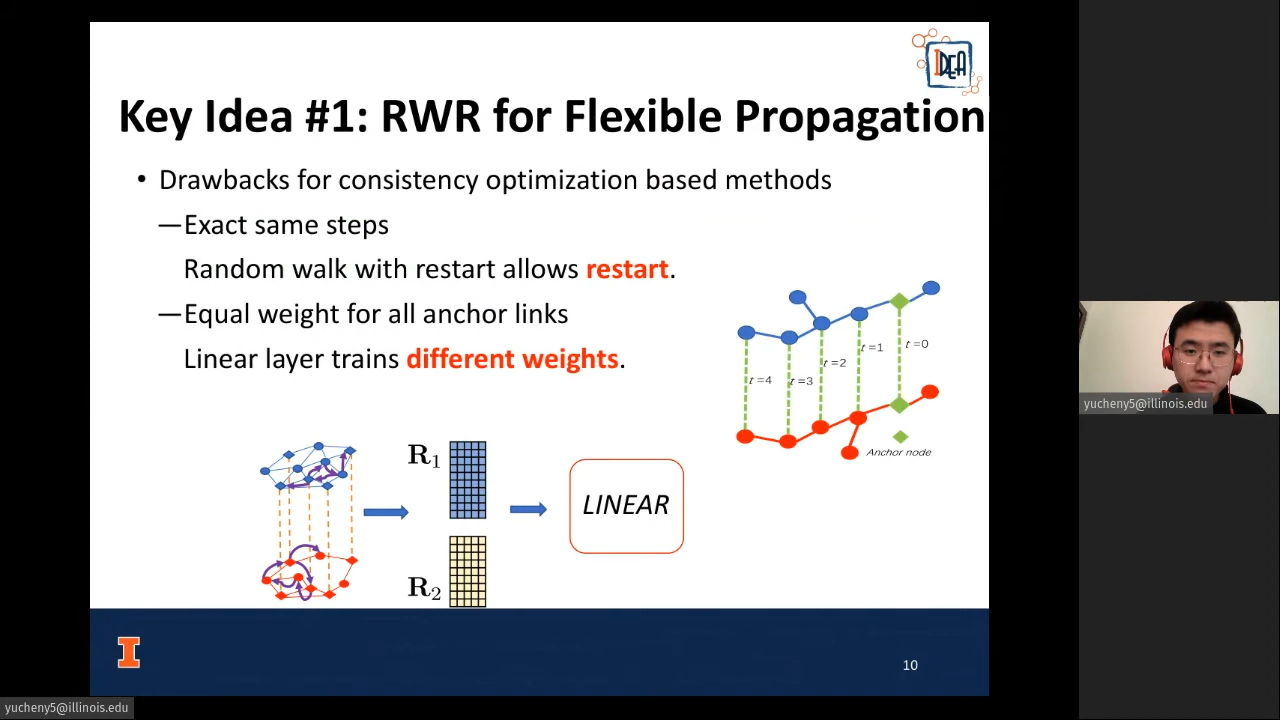 IDEA
Key Idea #1: RWR for Flexible Propagation
• Drawbacks for consistency optimization based methods
—Exact same steps
Random walk with restart allows restart.
—Equal weight for all anchor links
Linear layer trains different weights.
t=4
t=3
t=2
t=1
t=0
Anchor node
R1
R2
LINEAR
I
10
yucheny5@illinois.edu
yucheny5@illinois.edu